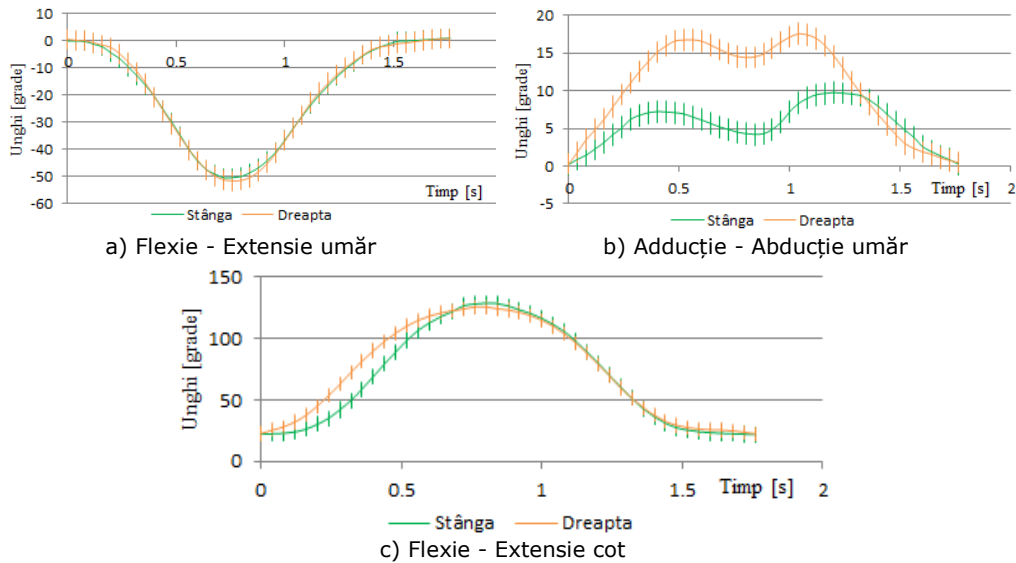 10
0
-10
-20
-30
-40
-50
-60
0
0.5
1
1.5
2
Unghi [grade]
Timp [s]
Stânga Dreapta
a) Flexie - Extensie umăr
20
15
10
5
0
-5
0
0.5
1
1.5
2
Unghi [grade]
Timp [s]
Stânga Dreapta
b) Adducție - Abducție umăr
150
100
50
0
0
0.5
1
1.5
2
Unghi [grade]
Timp [s]
Stânga Dreapta
c) Flexie - Extensie cot